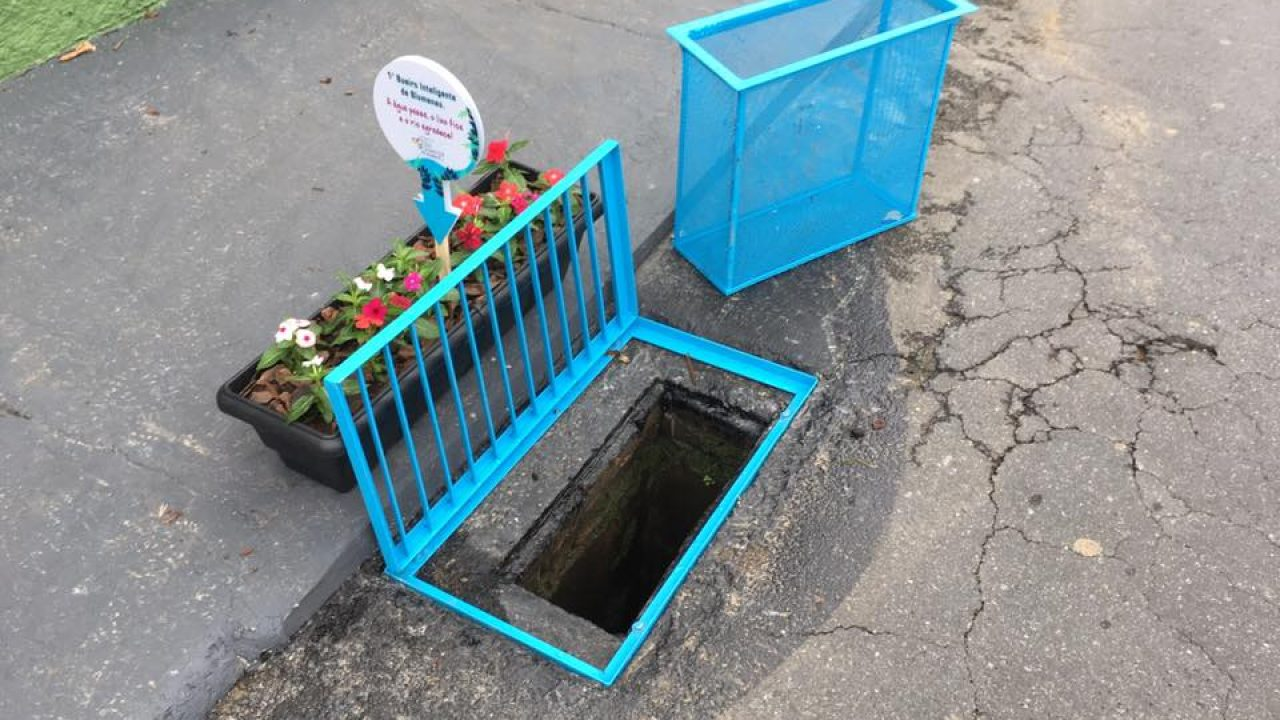 1º Bueiro Inteligente
de Blumenau.
A água passa, o lixo fica
e o rio agradece!